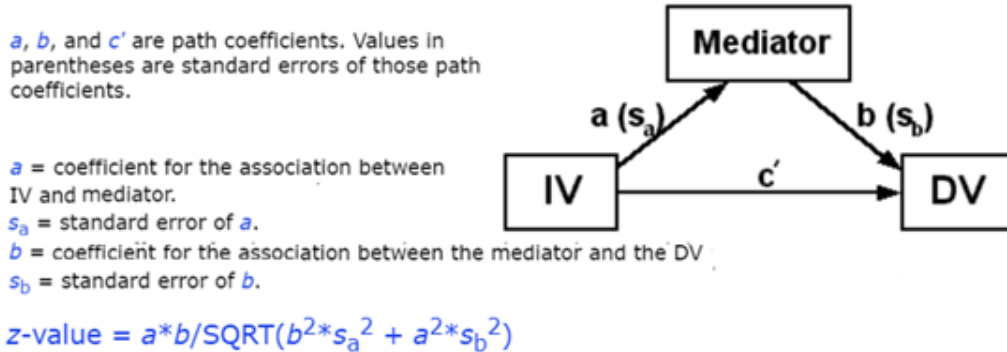 a, b, and c′ are path coefficients. Values in
parentheses are standard errors of those path
coefficients.
a = coefficient for the association between
IV and mediator.
sa = standard error of a.
b = coefficient for the association between the mediator and the DV
sb = standard error of b.
z-value = a*b/SQRT(b²*sa² + a²*sb²)
Mediator
a (sa)
b (sb)
IV
c′
DV